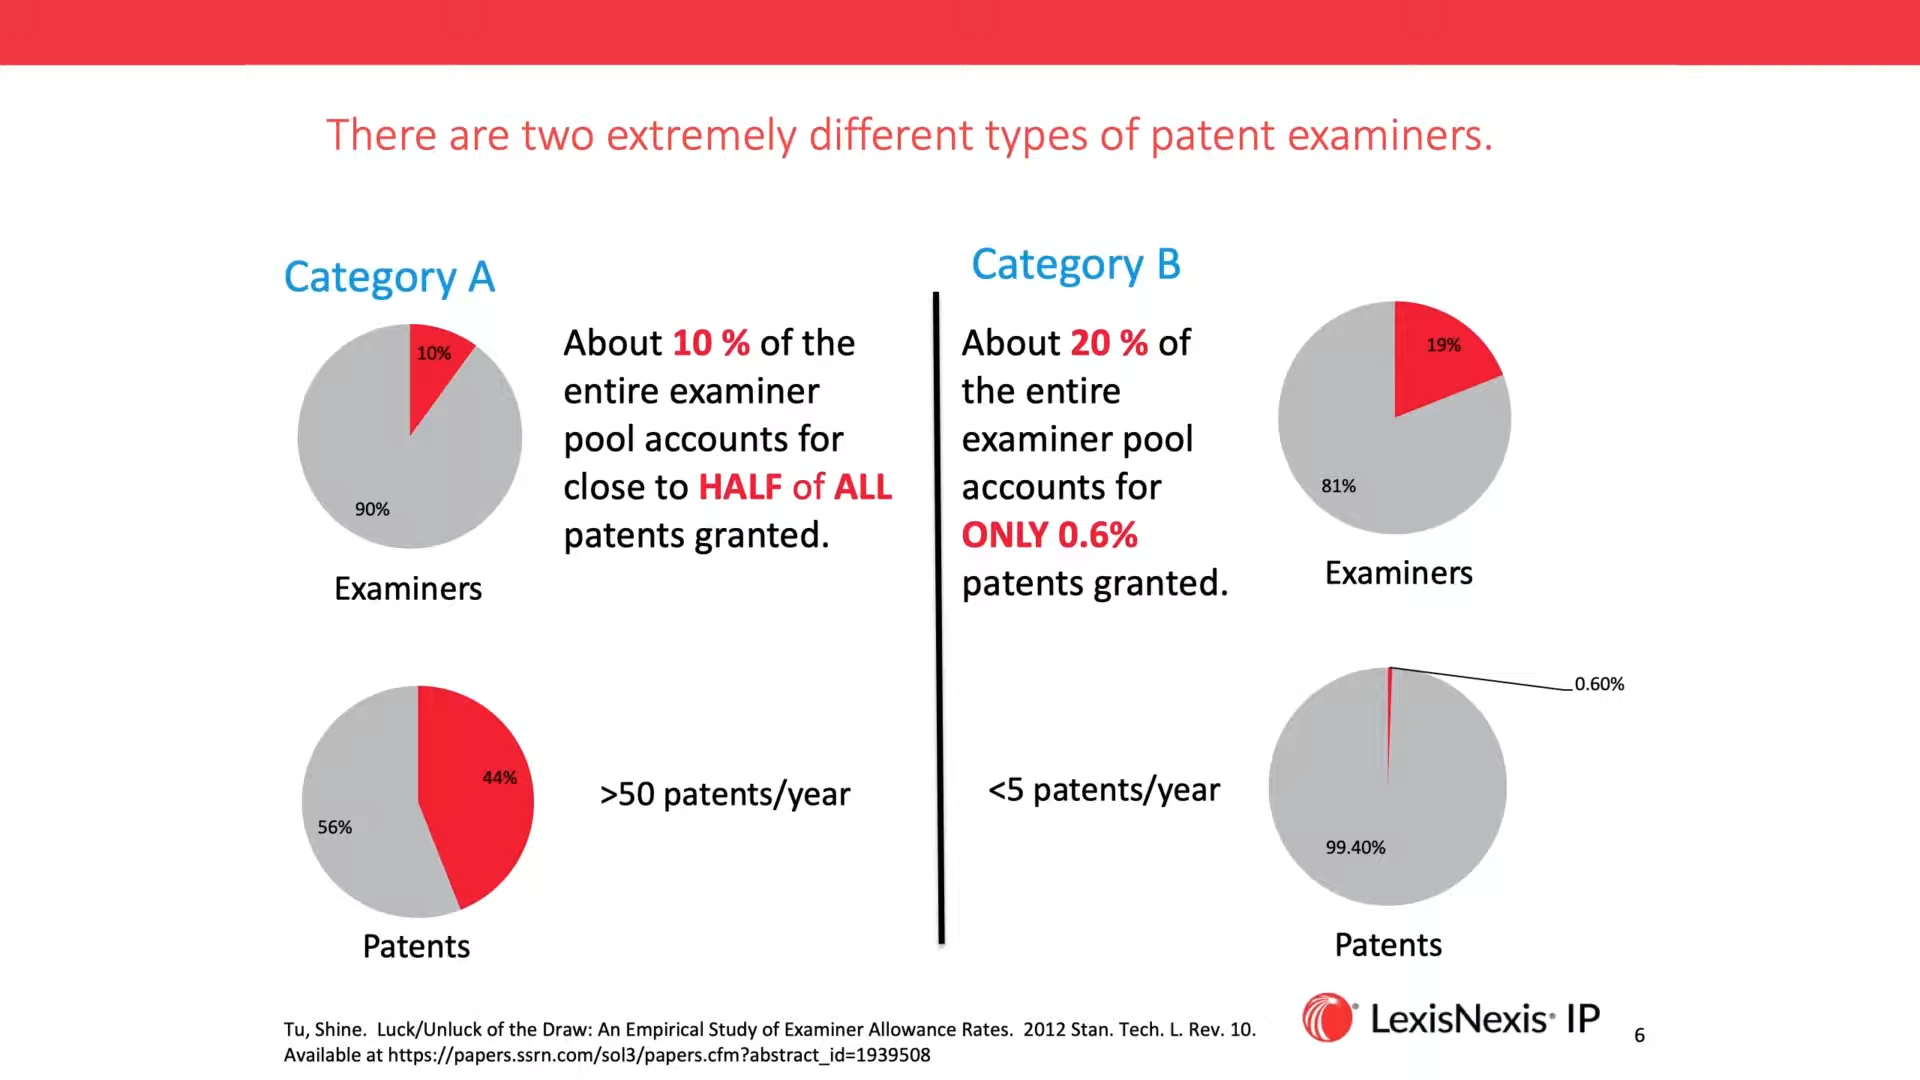 There are two extremely different types of patent examiners.
Category A
10%
90%
Examiners
About 10 % of the
entire examiner
pool accounts for
close to HALF of ALL
patents granted.
44%
56%
Patents
>50 patents/year
Category B
About 20 % of
the entire
examiner pool
accounts for
ONLY 0.6%
patents granted.
19%
81%
Examiners
<5 patents/year
0.60%
99.40%
Patents
Tu, Shine. Luck/Unluck of the Draw: An Empirical Study of Examiner Allowance Rates. 2012 Stan. Tech. L. Rev. 10.
Available at https://papers.ssrn.com/sol3/papers.cfm?abstract_id=1939508
LexisNexis® IP
6